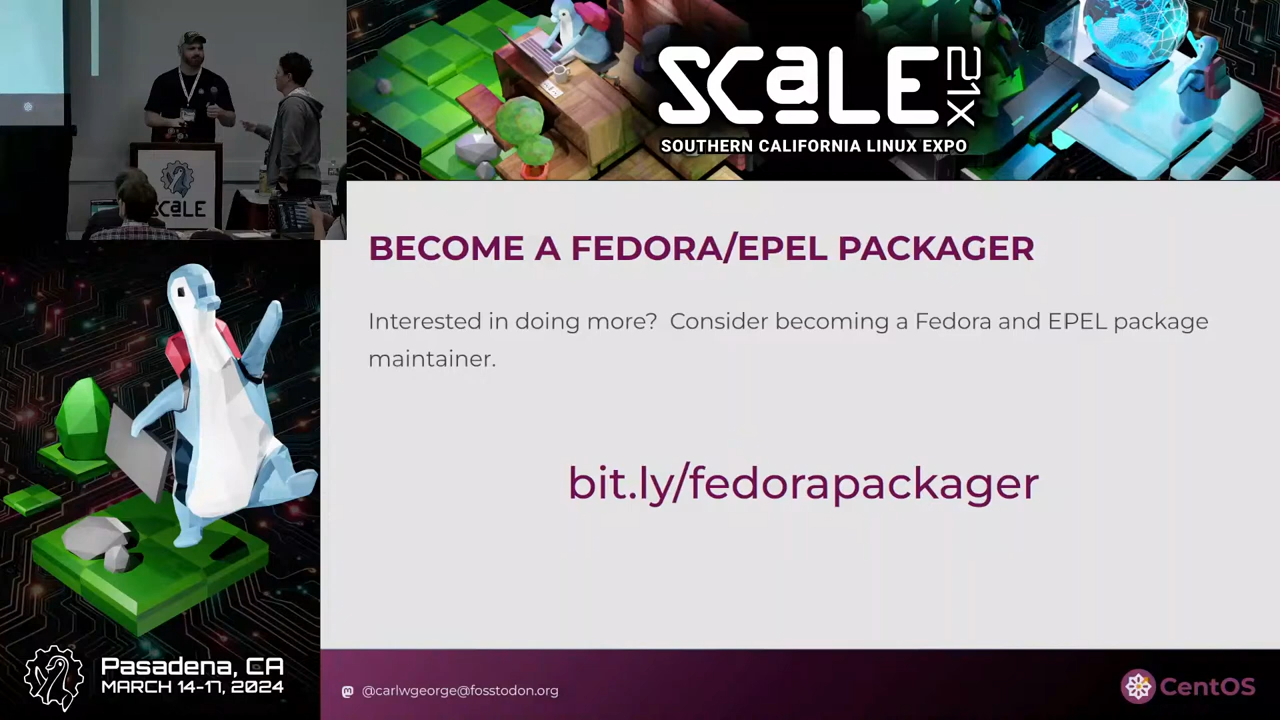 SCaLE 21x
SOUTHERN CALIFORNIA LINUX EXPO
SCaLE
BECOME A FEDORA/EPEL PACKAGER
Interested in doing more?  Consider becoming a Fedora and EPEL package
maintainer.
bit.ly/fedorapackager
Pasadena, CA
MARCH 14-17, 2024
@carlwgeorge@fosstodon.org
CentOS